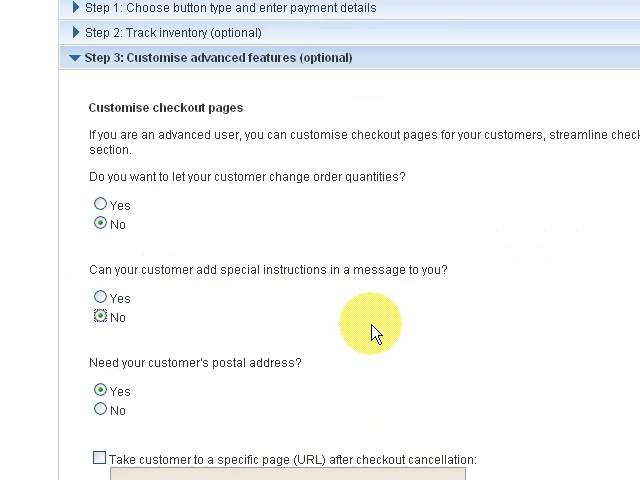 Step 1: Choose button type and enter payment details
Step 2: Track inventory (optional)
Step 3: Customise advanced features (optional)
Customise checkout pages
If you are an advanced user, you can customise checkout pages for your customers, streamline
section.
Do you want to let your customer change order quantities?
Yes
No
Can your customer add special instructions in a message to you?
Yes
No
Need your customer's postal address?
Yes
No
Take customer to a specific page (URL) after checkout cancellation: